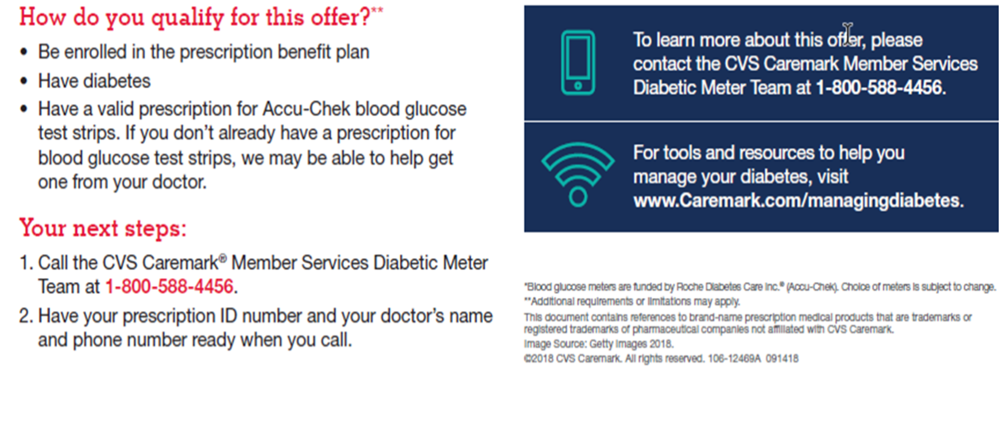 How do you qualify for this offer?**
• Be enrolled in the prescription benefit plan
• Have diabetes
• Have a valid prescription for Accu-Chek blood glucose
test strips. If you don't already have a prescription for
blood glucose test strips, we may be able to help get
one from your doctor.
Your next steps:
1. Call the CVS Caremark® Member Services Diabetic Meter
Team at 1-800-588-4456.
2. Have your prescription ID number and your doctor's name
and phone number ready when you call.
To learn more about this offer, please
contact the CVS Caremark Member Services
Diabetic Meter Team at 1-800-588-4456.
For tools and resources to help you
manage your diabetes, visit
www.Caremark.com/managingdiabetes.
*Blood glucose meters are funded by Roche Diabetes Care Inc.® (Accu-Chek). Choice of meters is subject to change.
**Additional requirements or limitations may apply.
This document contains references to brand-name prescription medical products that are trademarks or
registered trademarks of pharmaceutical companies not affiliated with CVS Caremark.
Image Source: Getty Images 2018.
©2018 CVS Caremark. All rights reserved. 106-12469A 091418